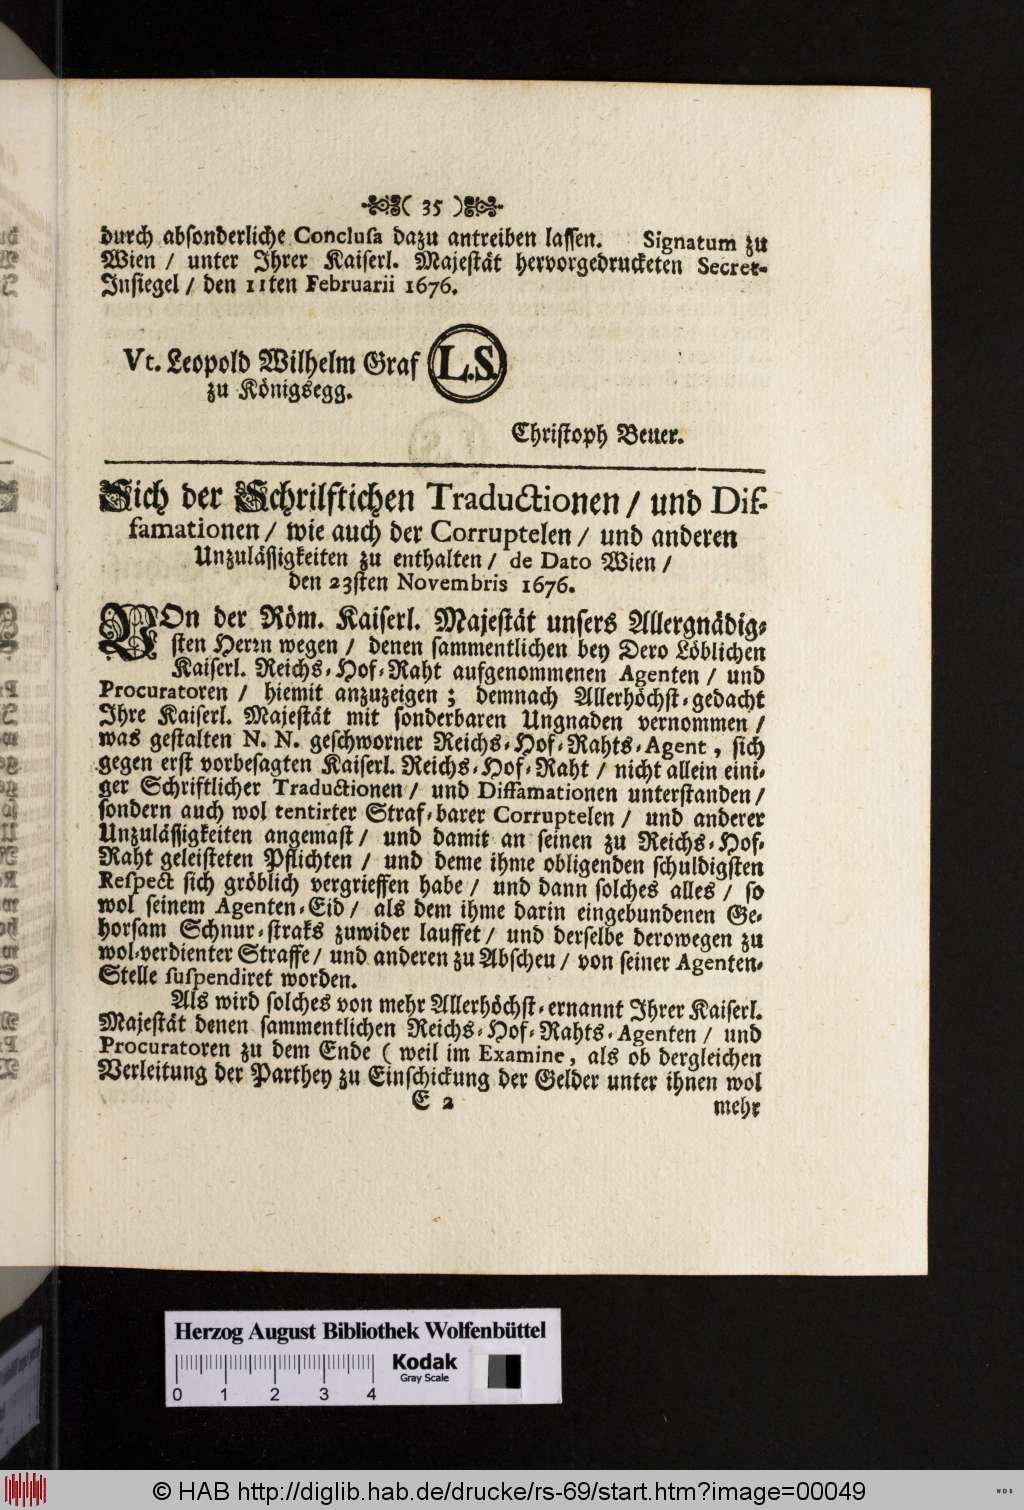 ( 35 )
durch absonderliche Conclusa dazu antreiben lassen. Signatum zu
Wien / unter Ihrer Kaiserl. Majestät hervorgedrucketen Secret-
Insiegel / den 11ten Februarii 1676.
Vt. Leopold Wilhelm Graf
zu Königsegg.
L.S.
Christoph Beuer.
Sich der Schrilftichen Traductionen / und Dif-
famationen / wie auch der Corruptelen / und anderen
Unzulässigkeiten zu enthalten / de Dato Wien /
den 23sten Novembris 1676.
VOn der Röm. Kaiserl. Majestät unsers Allergnädig-
sten Herrn wegen / denen sammentlichen bey Dero Löblichen
Kaiserl. Reichs-Hof-Raht aufgenommenen Agenten / und
Procuratoren / hiemit anzuzeigen ; demnach Allerhöchst-gedacht
Ihre Kaiserl. Majestät mit sonderbaren Ungnaden vernommen /
was gestalten N. N. geschworner Reichs-Hof-Rahts-Agent, sich
gegen erst vorbesagten Kaiserl. Reichs-Hof-Raht / nicht allein eini-
ger Schriftlicher Traductionen / und Diffamationen unterstanden /
sondern auch wol tentirter Straf-barer Corruptelen / und anderer
Unzulässigkeiten angemast / und damit an seinen zu Reichs-Hof-
Raht geleisteten Pflichten / und deme ihme obligenden schuldigsten
Respect sich gröblich vergrieffen habe / und dann solches alles / so
wol seinem Agenten-Eid / als dem ihme darin eingebundenen Ge-
horsam Schnur-straks zuwider lauffet / und derselbe derowegen zu
wol-verdienter Straffe / und anderen zu Abscheu / von seiner Agenten-
Stelle suspendiret worden.
Als wird solches von mehr Allerhöchst-ernannt Ihrer Kaiserl.
Majestät denen sammentlichen Reichs-Hof-Rahts-Agenten / und
Procuratoren zu dem Ende ( weil im Examine, als ob dergleichen
Verleitung der Parthey zu Einschickung der Gelder unter ihnen wol
E 2 mehr
Herzog August Bibliothek Wolfenbüttel
Kodak
Gray Scale
0 1 2 3 4
© HAB http://diglib.hab.de/drucke/rs-69/start.htm?image=00049